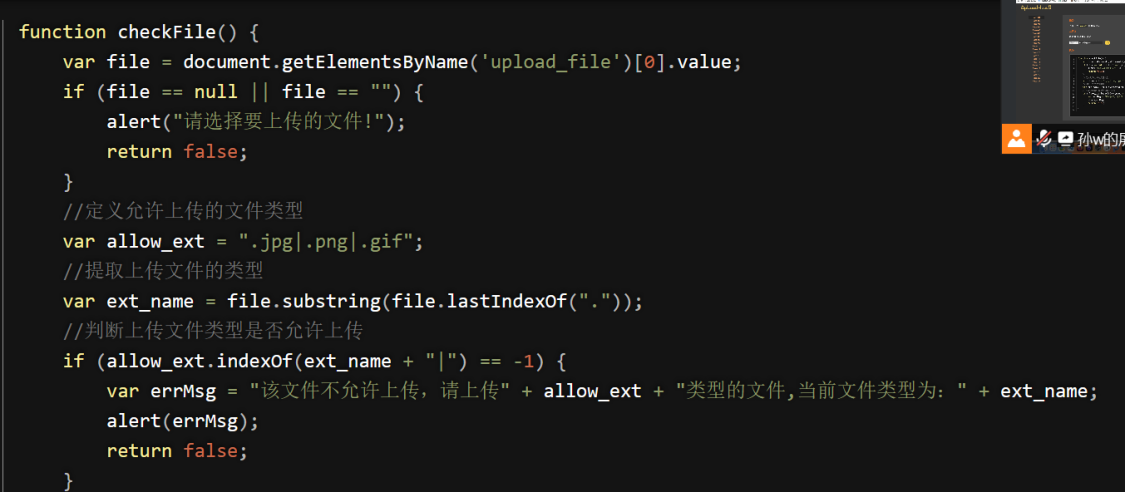 function checkFile() {
    var file = document.getElementsByName('upload_file')[0].value;
    if (file == null || file == "") {
        alert("请选择要上传的文件!");
        return false;
    }
    //定义允许上传的文件类型
    var allow_ext = ".jpg|.png|.gif";
    //提取上传文件的类型
    var ext_name = file.substring(file.lastIndexOf("."));
    //判断上传文件类型是否允许上传
    if (allow_ext.indexOf(ext_name + "|") == -1) {
        var errMsg = "该文件不允许上传，请上传" + allow_ext + "类型的文件,当前文件类型为：" + ext_name;
        alert(errMsg);
        return false;
    }
孙w的屏